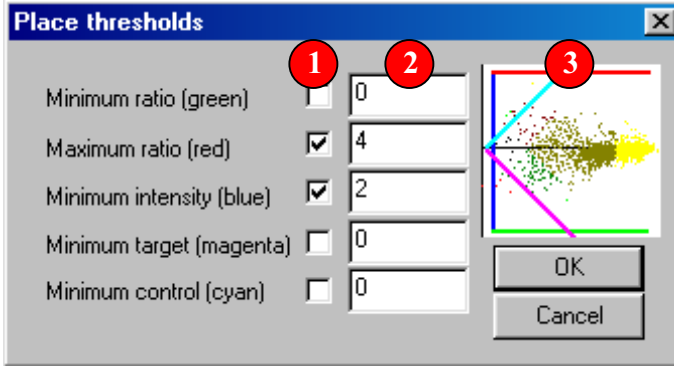 Place thresholds
1 2 3
Minimum ratio (green) 0
Maximum ratio (red) 4
Minimum intensity (blue) 2
Minimum target (magenta) 0
Minimum control (cyan) 0
OK
Cancel